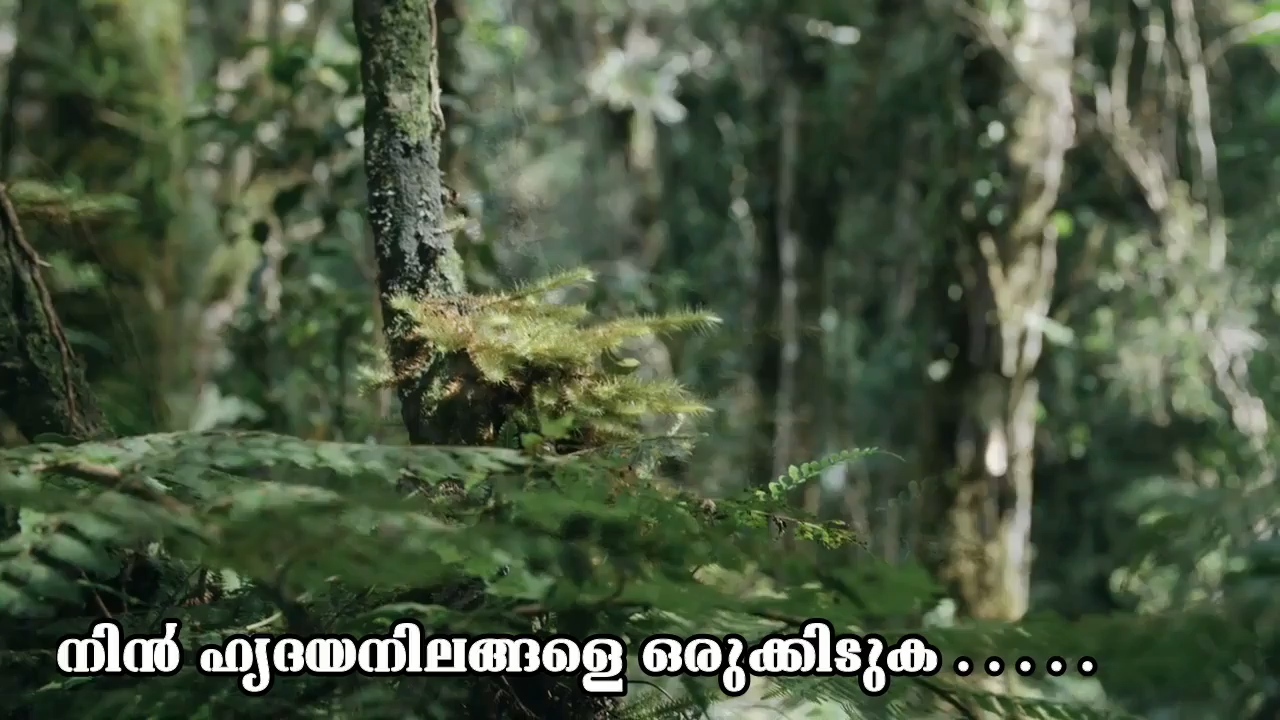 നിൻ ഹൃദയനിലങ്ങളെ ഒരുക്കിടുക . . . . .